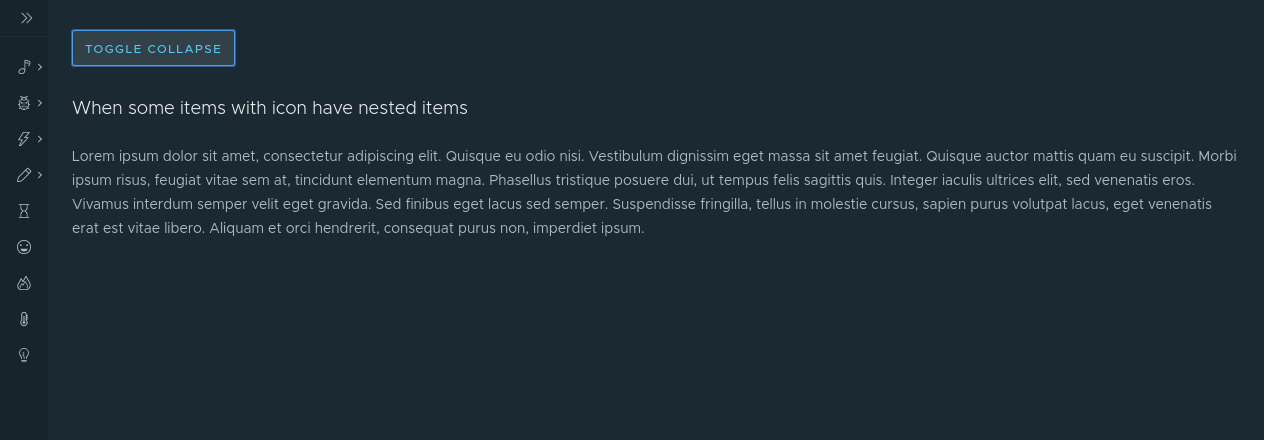 TOGGLE COLLAPSE
When some items with icon have nested items
Lorem ipsum dolor sit amet, consectetur adipiscing elit. Quisque eu odio nisi. Vestibulum dignissim eget massa sit amet feugiat. Quisque auctor mattis quam eu suscipit. Morbi
ipsum risus, feugiat vitae sem at, tincidunt elementum magna. Phasellus tristique posuere dui, ut tempus felis sagittis quis. Integer iaculis ultrices elit, sed venenatis eros.
Vivamus interdum semper velit eget gravida. Sed finibus eget lacus sed semper. Suspendisse fringilla, tellus in molestie cursus, sapien purus volutpat lacus, eget venenatis
erat est vitae libero. Aliquam et orci hendrerit, consequat purus non, imperdiet ipsum.